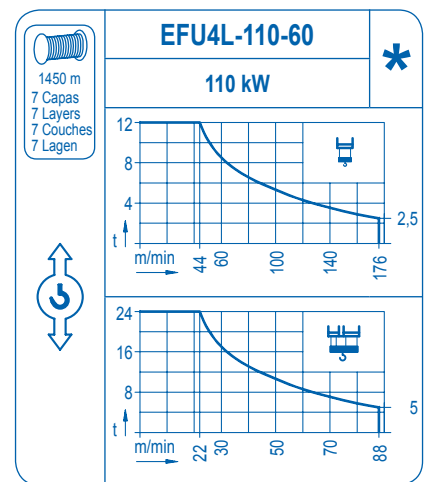 EFU4L-110-60
*
110 kW
1450 m
7 Capas
7 Layers
7 Couches
7 Lagen
12
8
4
t
2,5
m/min
44 60 100 140 176
24
16
8
t
5
m/min
22 30 50 70 88